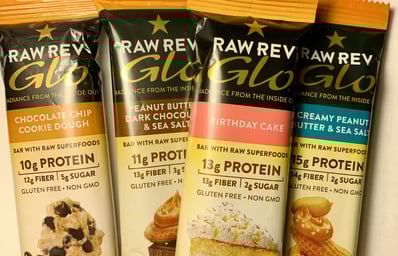 RAW REV
Glo
RADIANCE FROM THE INSIDE OUT
CHOCOLATE CHIP
COOKIE DOUGH
BAR WITH RAW SUPERFOODS
10g PROTEIN
12g FIBER | 5g SUGAR
GLUTEN FREE • NON GMO
RAW REV
Glo
RADIANCE FROM THE INSIDE
PEANUT BUTTER
DARK CHOCOL
& SEA SALT
BAR WITH RAW SUPERFO
11g PROTEIN
13g FIBER | 3g S
GLUTEN FREE • NON
RAW REV
Glo
RADIANCE FROM THE INSIDE OUT
BIRTHDAY CAKE
BAR WITH RAW SUPERFOODS
13g PROTEIN
13g FIBER | 2g SUGAR
GLUTEN FREE • NON GMO
RAW REV
Glo
FROM THE INSIDE OUT
CREAMY PEANUT
BUTTER & SEA SALT
BAR WITH RAW SUPERFOODS
15g PROTEIN
14g FIBER | 2g SUGAR
GLUTEN FREE • NON GMO